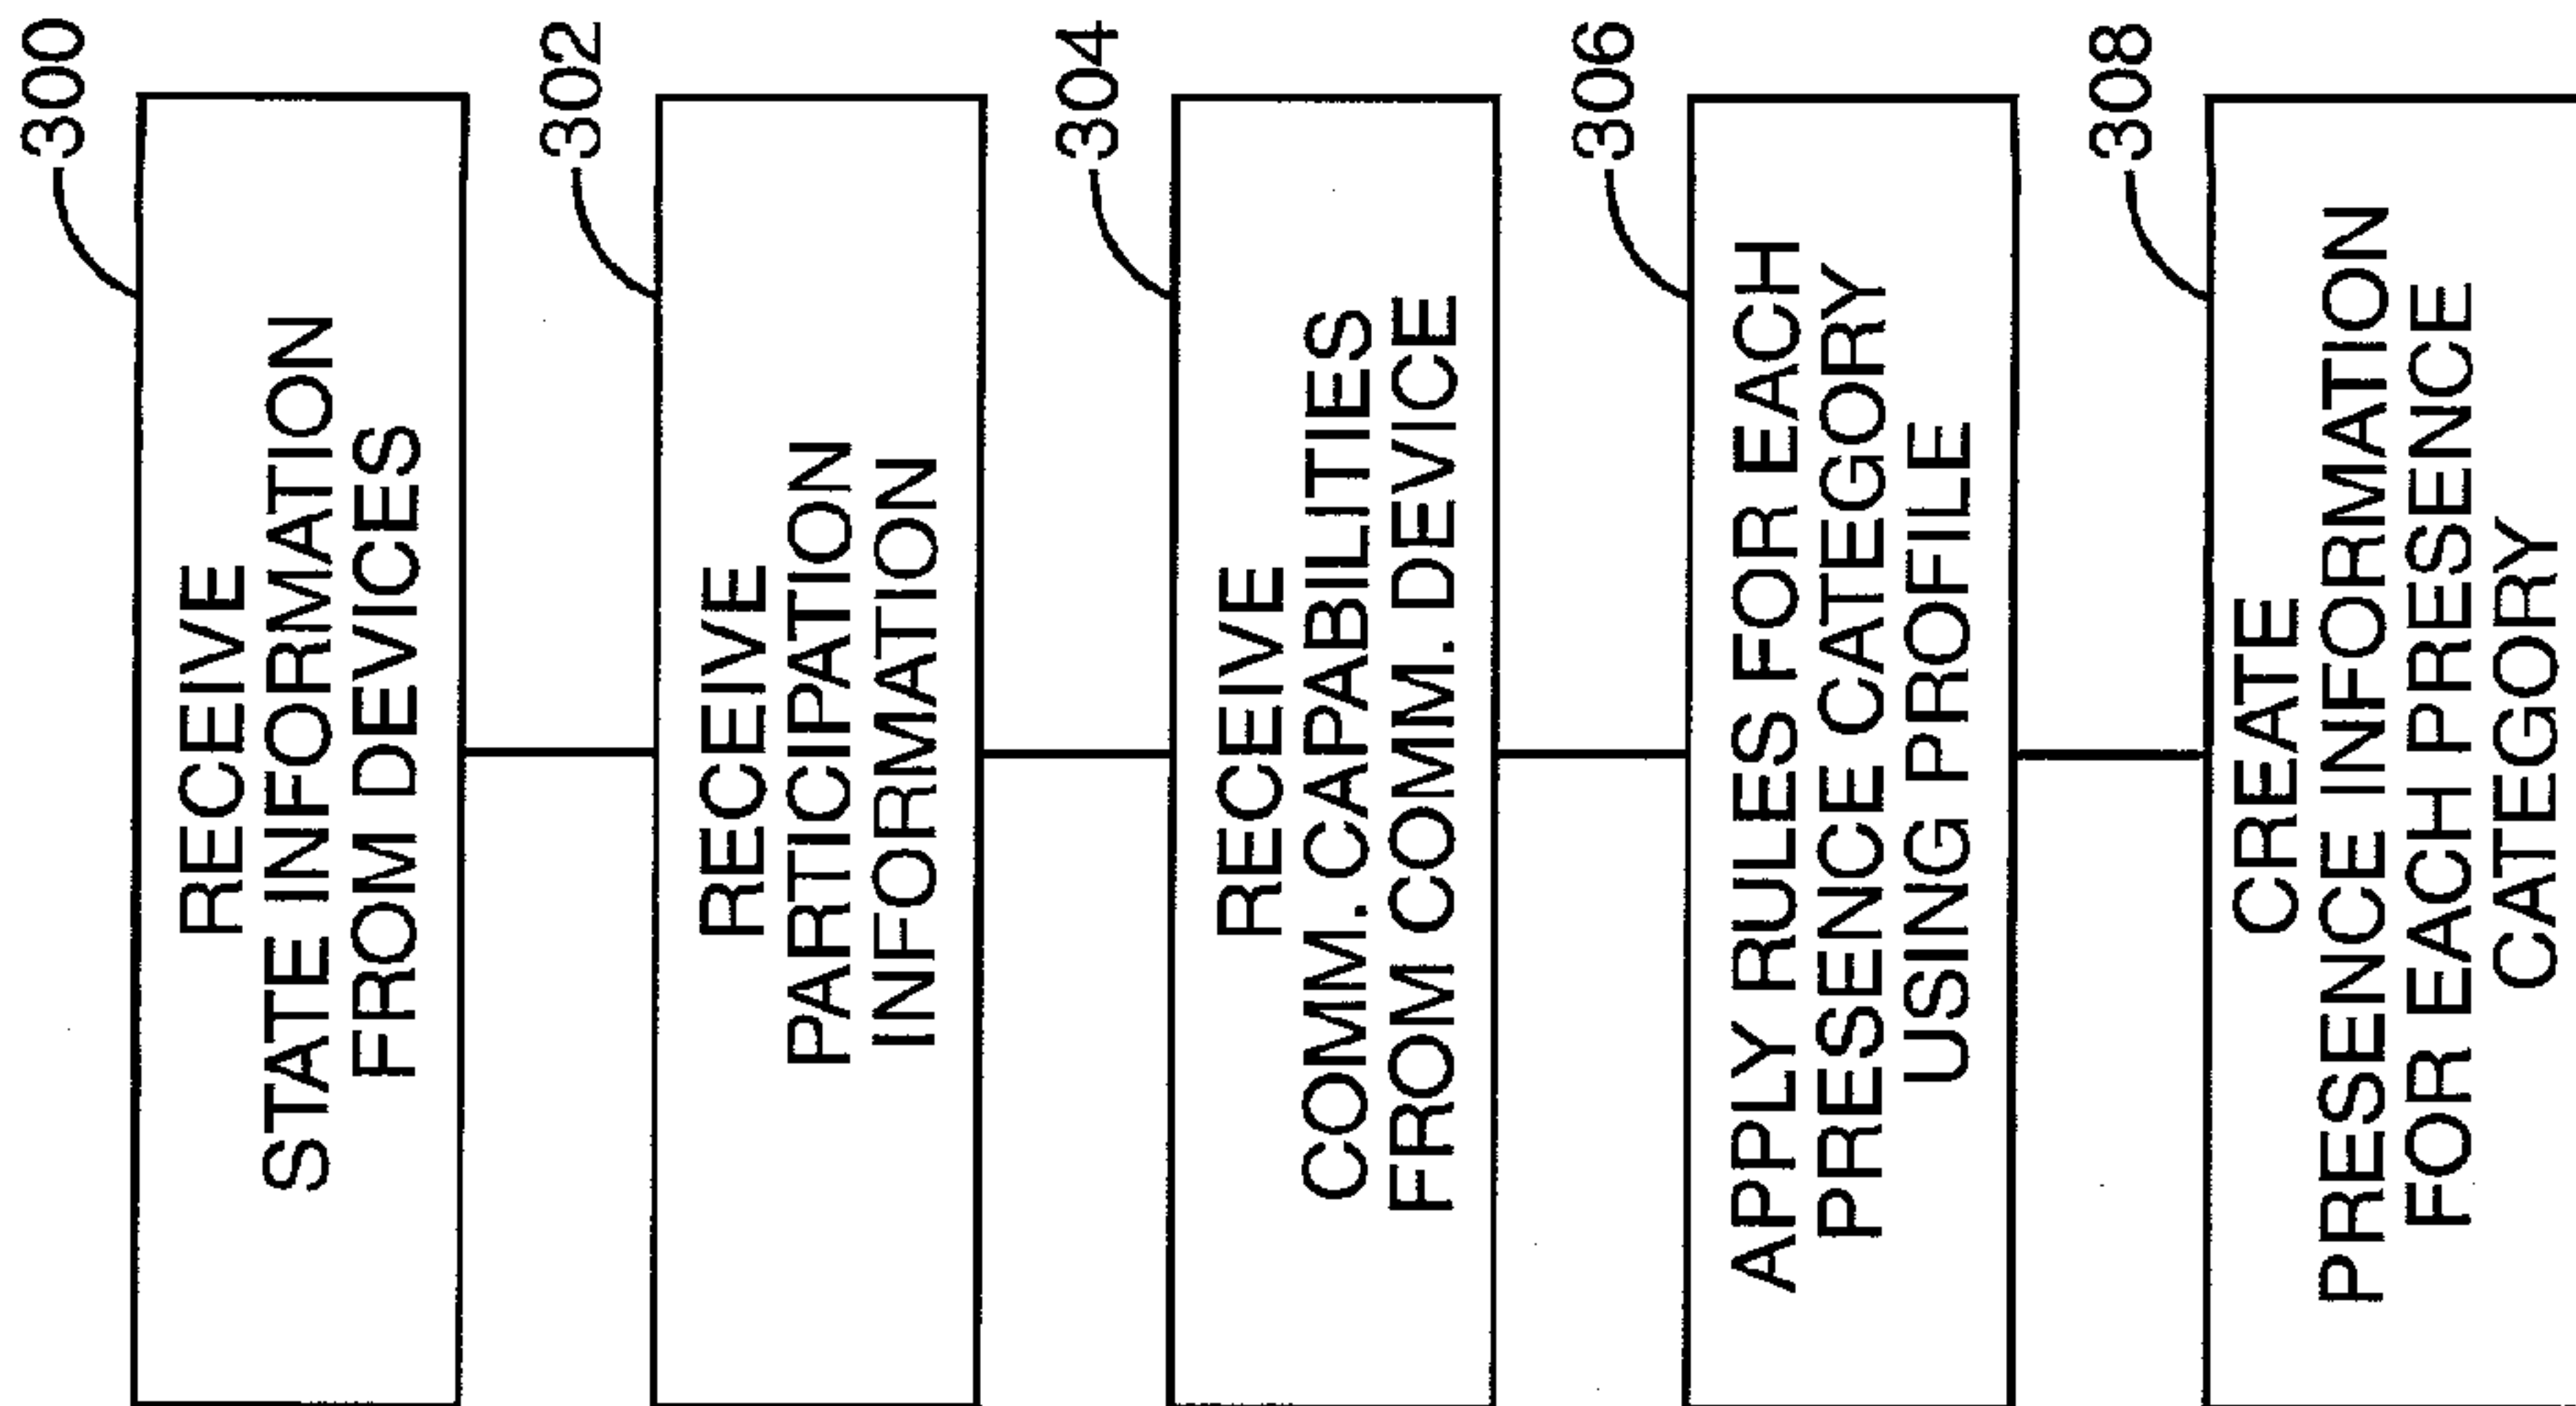 300
RECEIVE
STATE INFORMATION
FROM DEVICES
302
RECEIVE
PARTICIPATION
INFORMATION
304
RECEIVE
COMM. CAPABILITIES
FROM COMM. DEVICE
306
APPLY RULES FOR EACH
PRESENCE CATEGORY
USING PROFILE
308
CREATE
PRESENCE INFORMATION
FOR EACH PRESENCE
CATEGORY